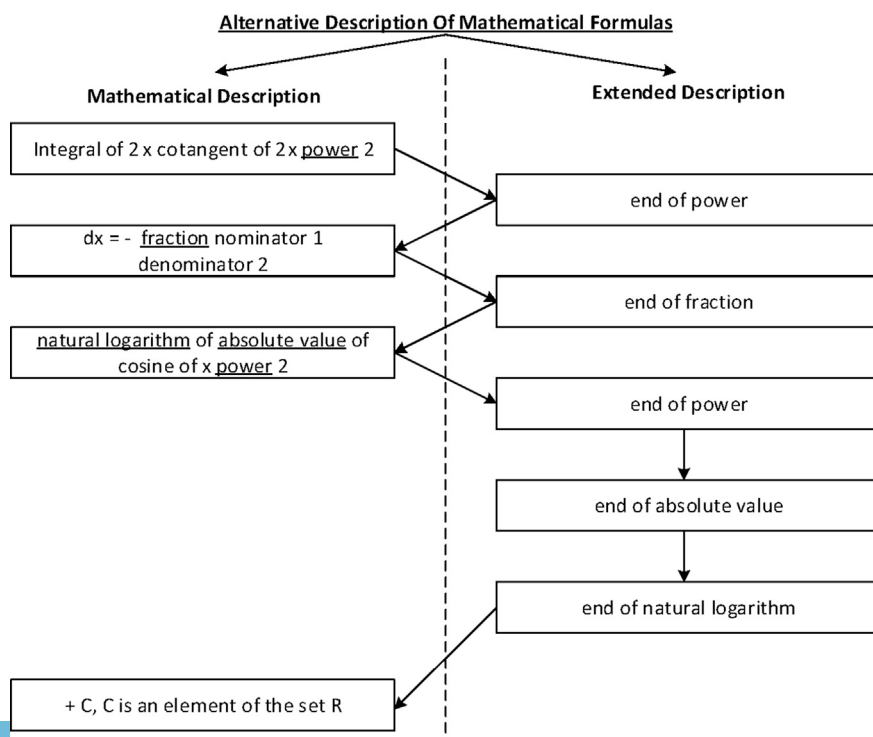 Alternative Description Of Mathematical Formulas
Mathematical Description
Extended Description
Integral of 2 x cotangent of 2 x power 2
end of power
dx = - fraction nominator 1
denominator 2
end of fraction
natural logarithm of absolute value of
cosine of x power 2
end of power
end of absolute value
end of natural logarithm
+ C, C is an element of the set R